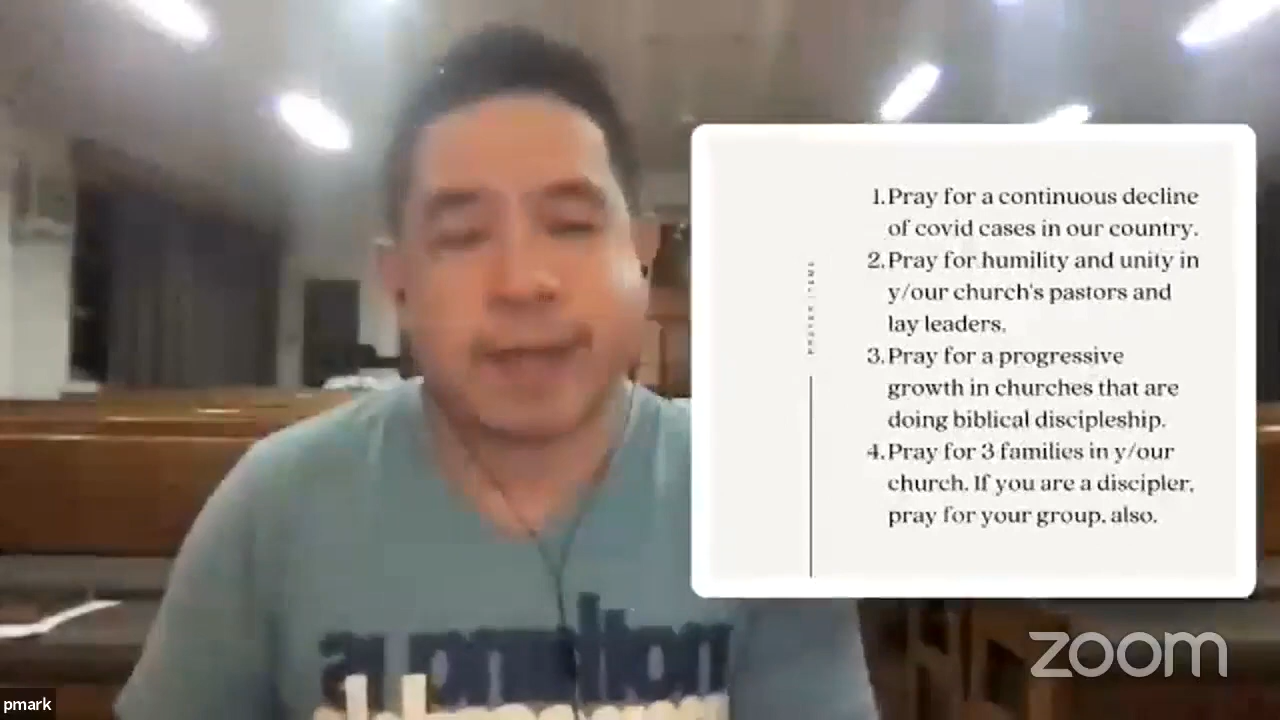 1. Pray for a continuous decline
of covid cases in our country.
2. Pray for humility and unity in
y/our church's pastors and
lay leaders.
3. Pray for a progressive
growth in churches that are
doing biblical discipleship.
4. Pray for 3 families in y/our
church. If you are a discipler,
pray for your group, also.
zoom
pmark